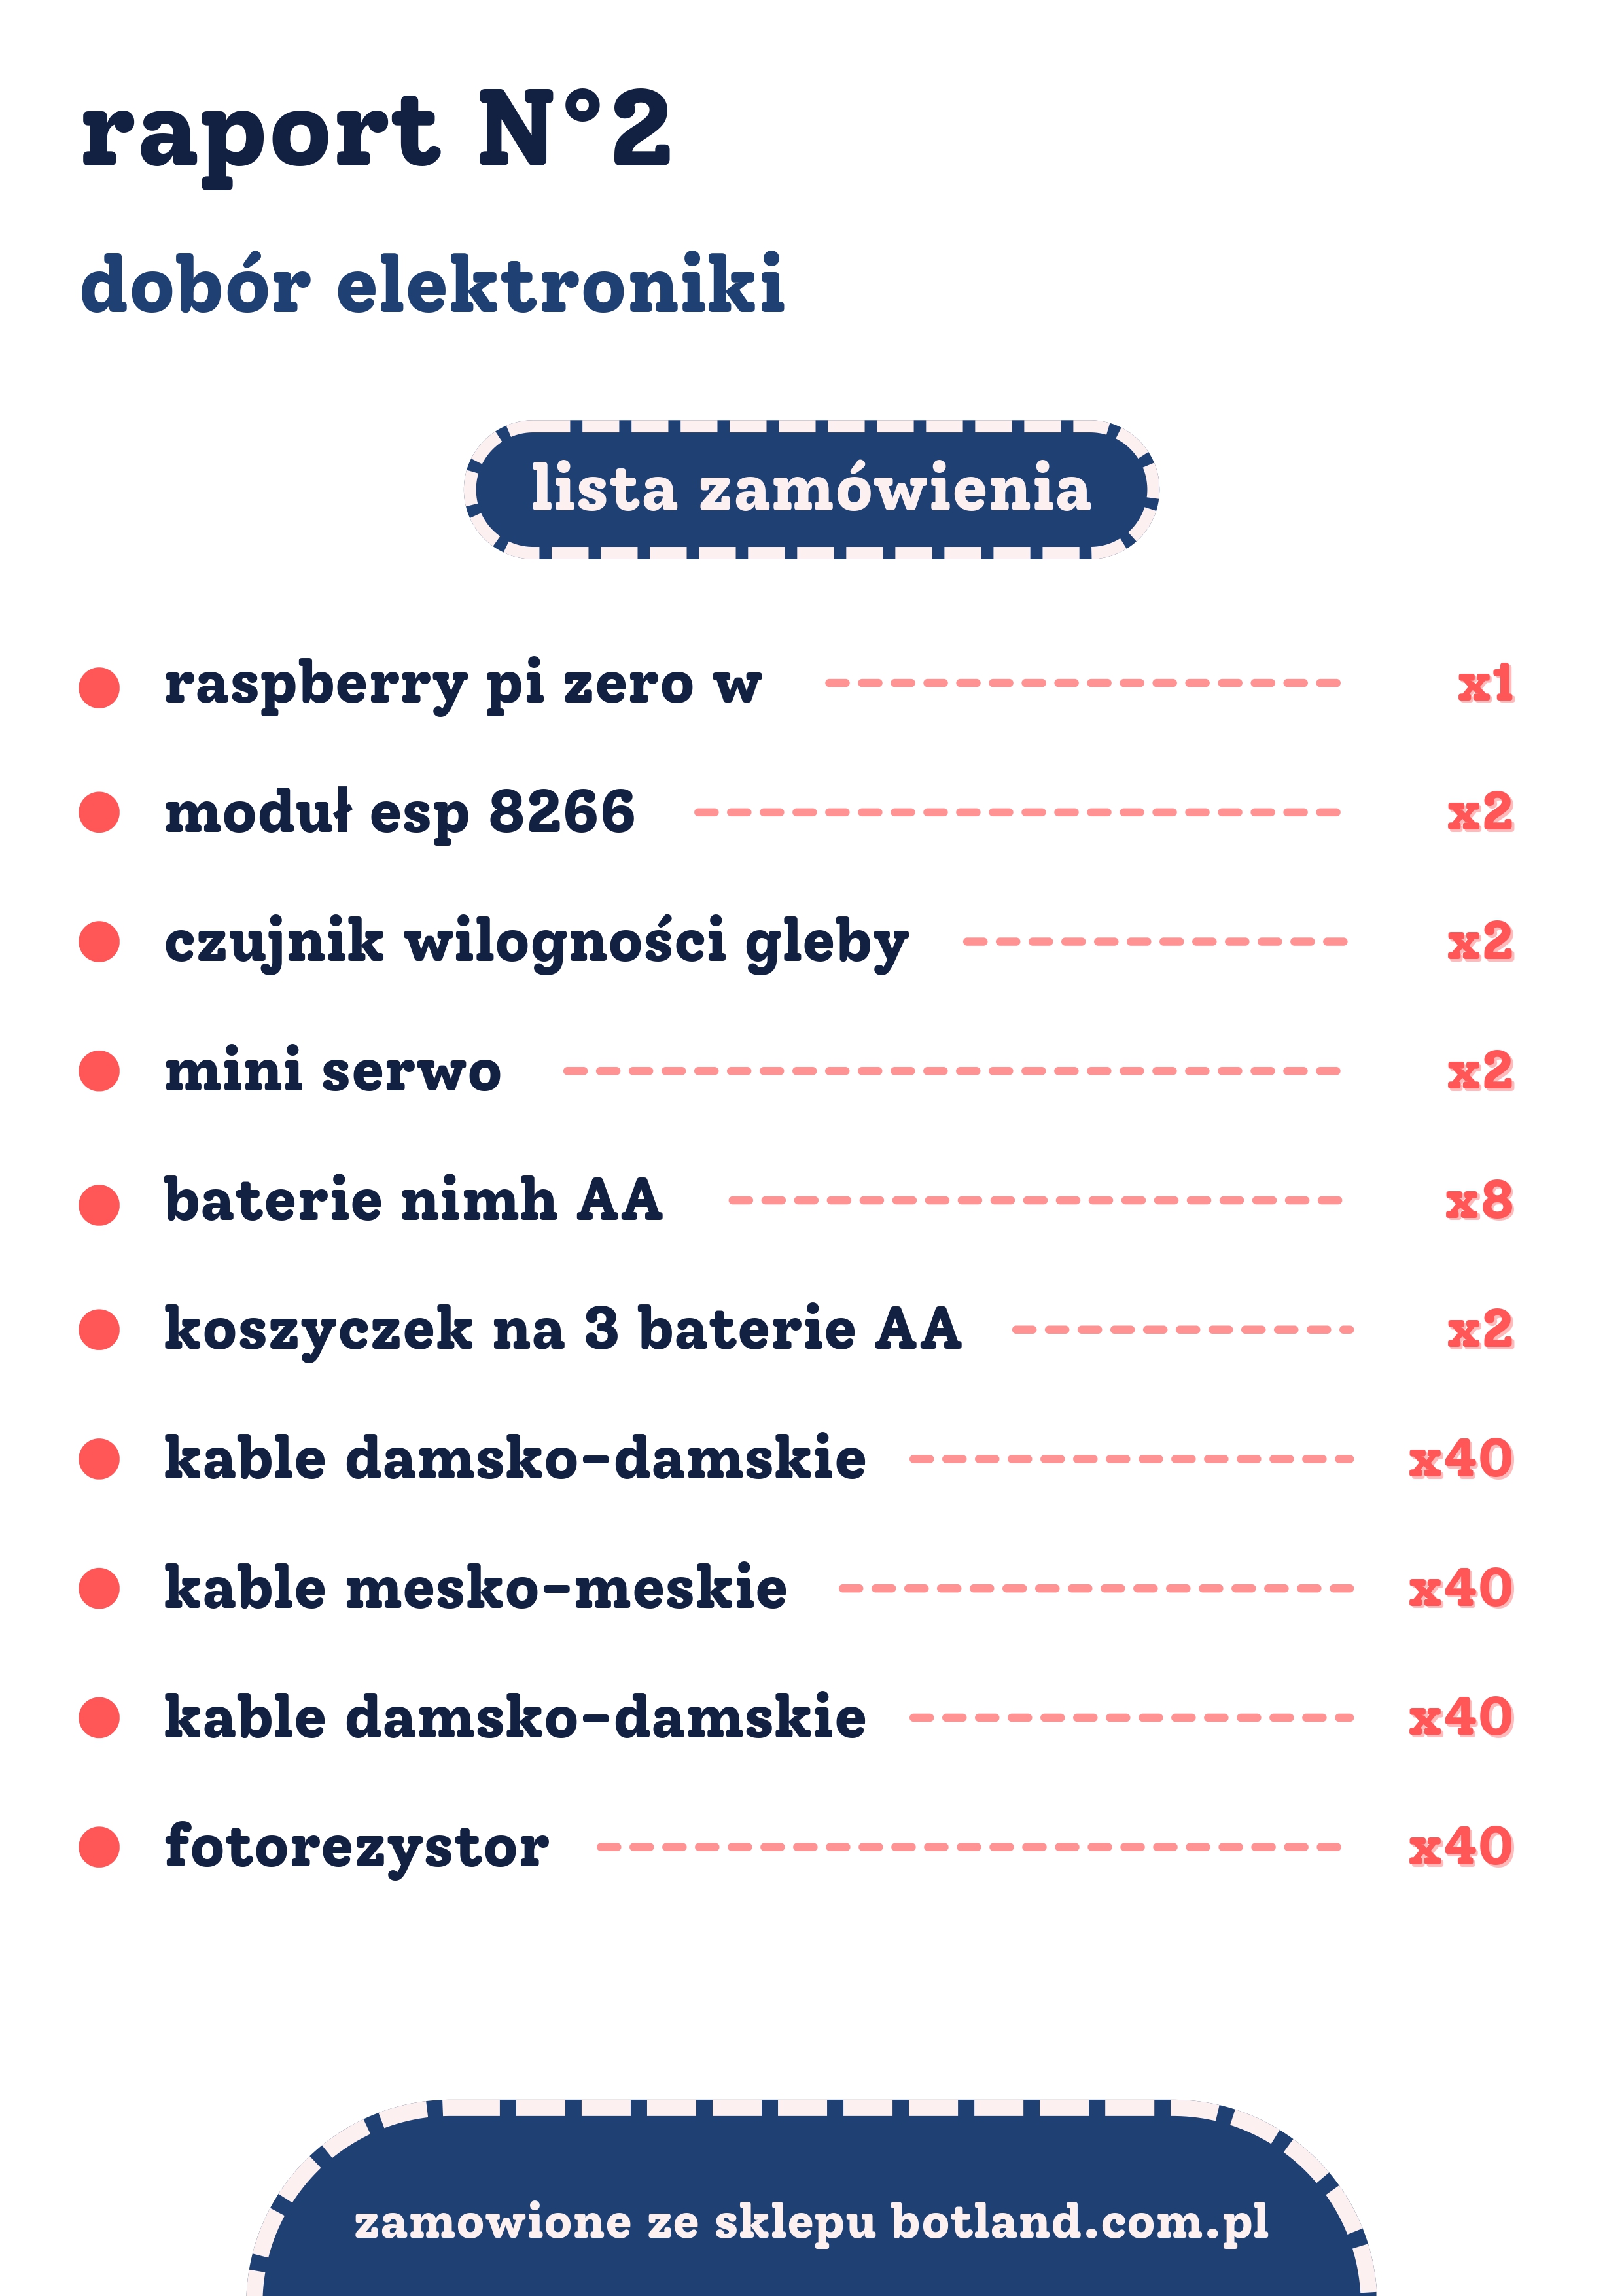 raport N°2
dobór elektroniki
lista zamówienia
raspberry pi zero w x1
moduł esp 8266 x2
czujnik wilogności gleby x2
mini serwo x2
baterie nimh AA x8
koszyczek na 3 baterie AA x2
kable damsko-damskie x40
kable mesko-meskie x40
kable damsko-damskie x40
fotorezystor x40
zamowione ze sklepu botland.com.pl